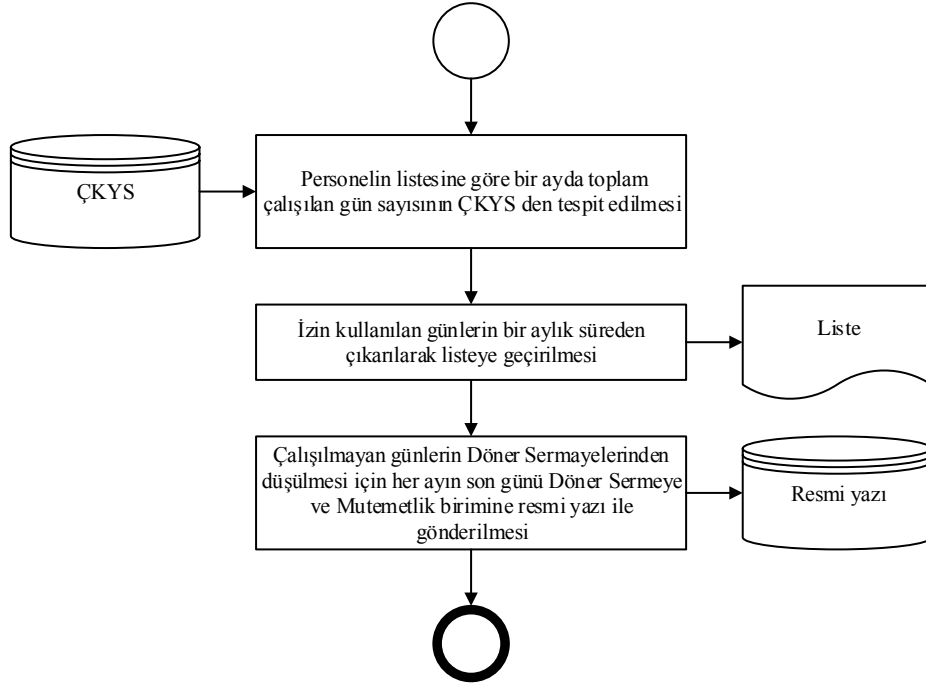 ÇKYS
Personelin listesine göre bir ayda toplam
çalışılan gün sayısının ÇKYS den tespit edilmesi
İzin kullanılan günlerin bir aylık süreden
çıkarılarak listeye geçirilmesi
Liste
Çalışılmayan günlerin Döner Sermayelerinden
düşülmesi için her ayın son günü Döner Sermeye
ve Mutemetlik birimine resmi yazı ile
gönderilmesi
Resmi yazı